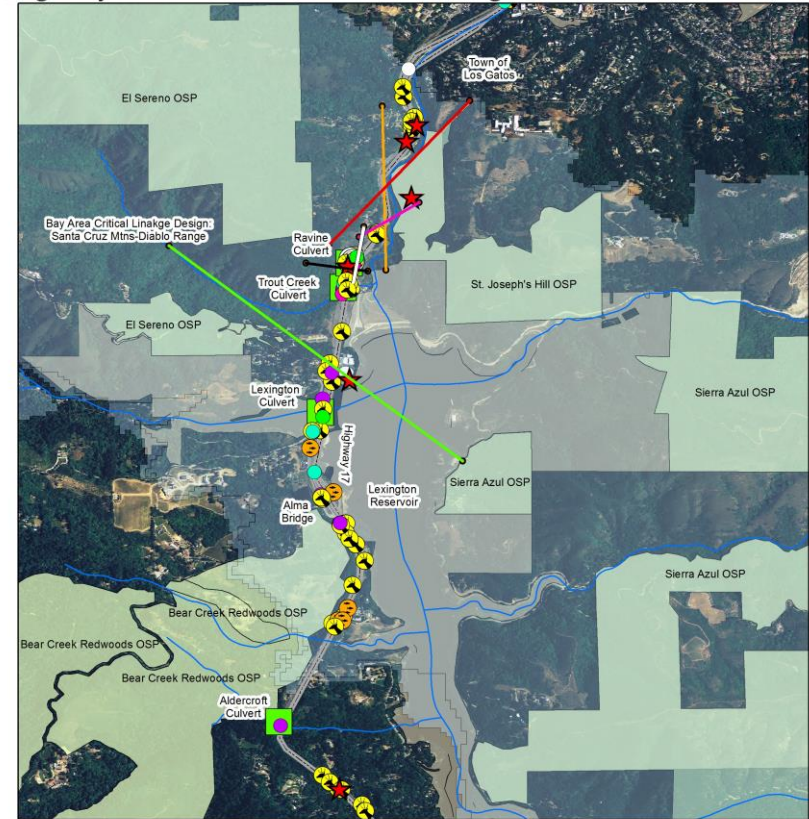 Town of
Los Gatos
El Sereno OSP
Bay Area Critical Linakge Design:
Santa Cruz Mtns-Diablo Range
Ravine
Culvert
Trout Creek
Culvert
St. Joseph's Hill OSP
El Sereno OSP
Lexington
Culvert
Sierra Azul OSP
Highway 17
Sierra Azul OSP
Lexington
Reservoir
Alma
Bridge
Sierra Azul OSP
Bear Creek Redwoods OSP
Bear Creek Redwoods OSP
Bear Creek Redwoods OSP
Aldercroft
Culvert